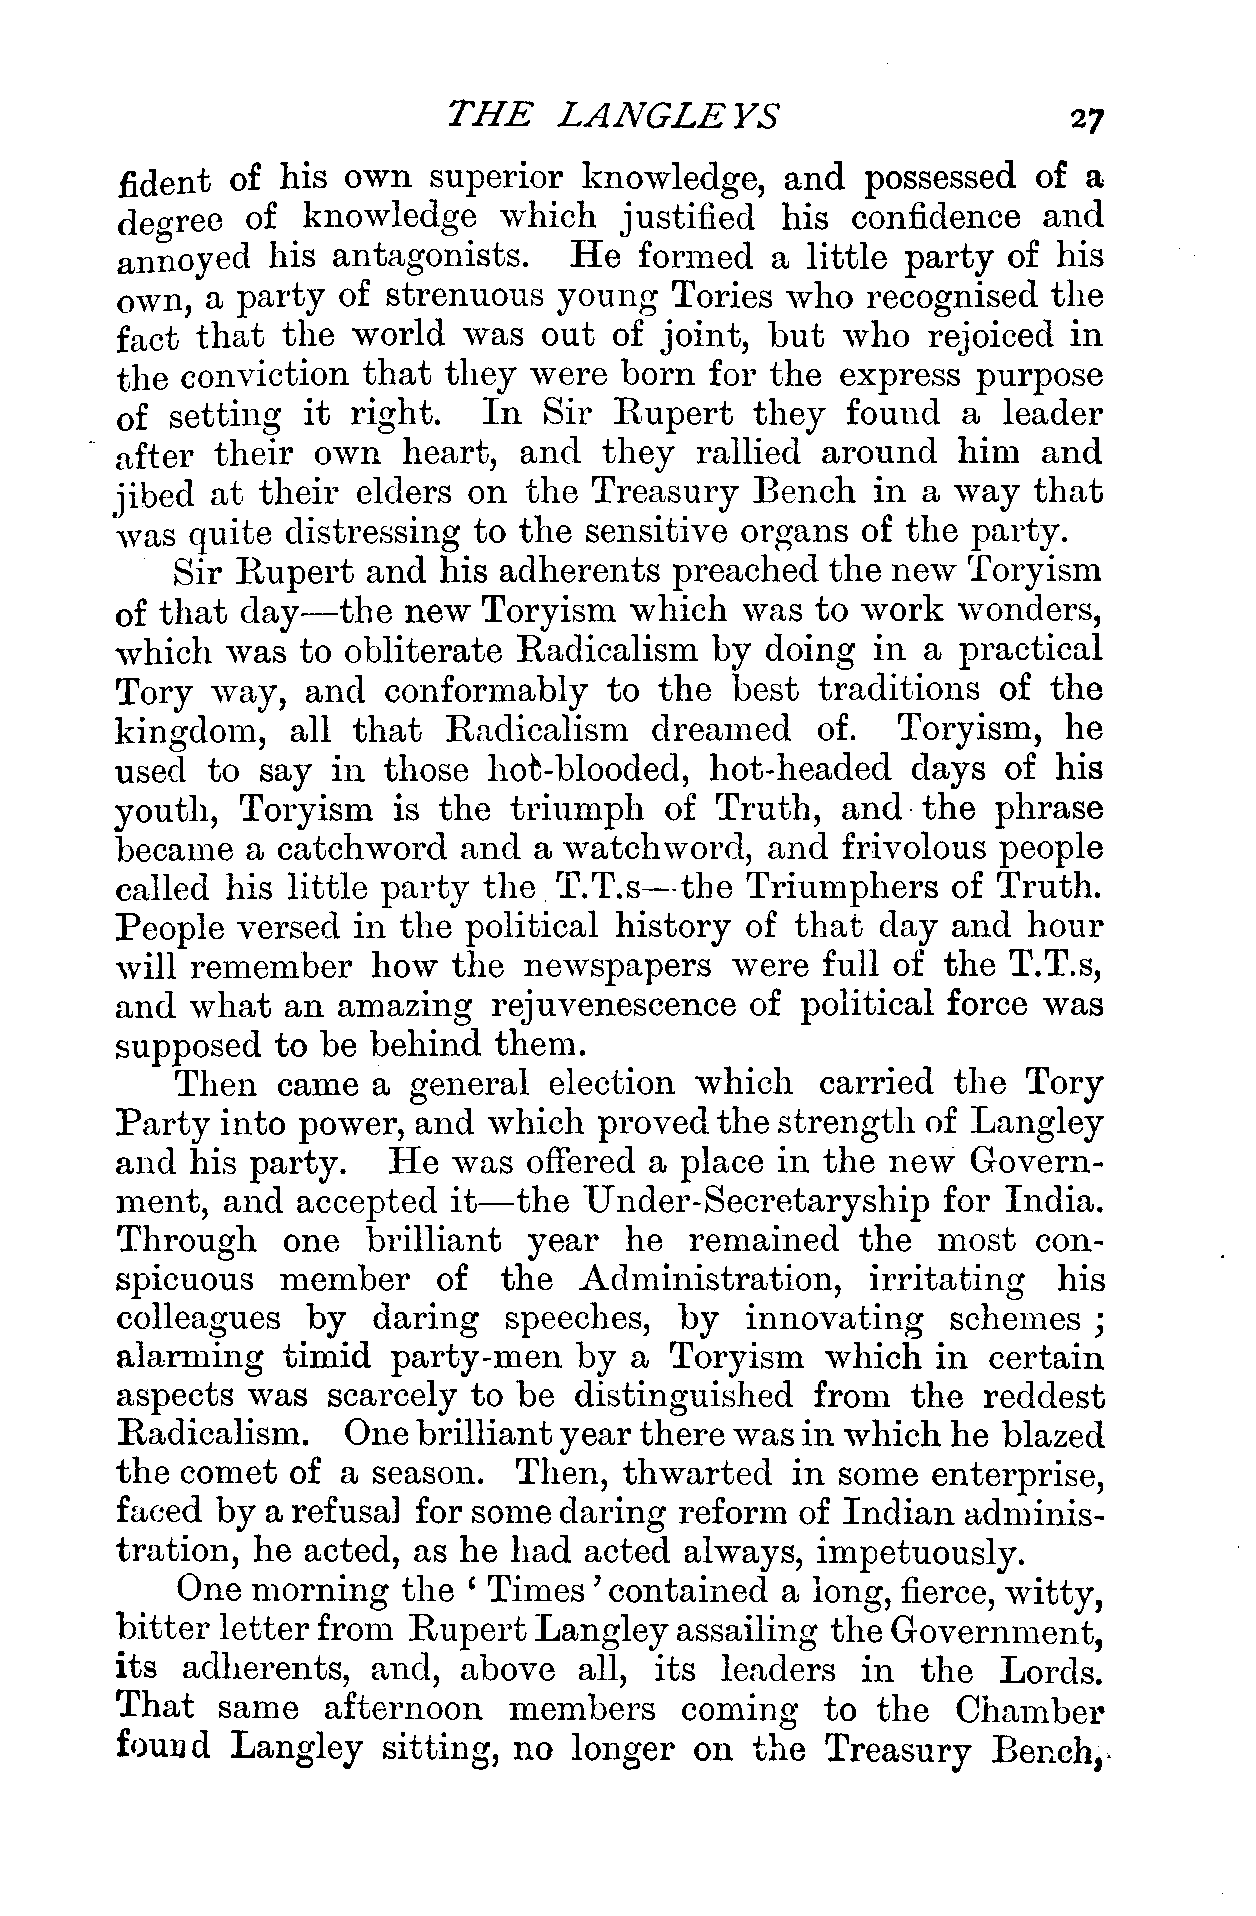 THE LANGLEYS 27
fident of his own superior knowledge, and possessed of a
degree of knowledge which justified his confidence and
annoyed his antagonists. He formed a little party of his
own, a party of strenuous young Tories who recognised the
fact that the world was out of joint, but who rejoiced in
the conviction that they were born for the express purpose
of setting it right. In Sir Rupert they found a leader
after their own heart, and they rallied around him and
jibed at their elders on the Treasury Bench in a way that
was quite distressing to the sensitive organs of the party.
Sir Rupert and his adherents preached the new Toryism
of that day—the new Toryism which was to work wonders,
which was to obliterate Radicalism by doing in a practical
Tory way, and conformably to the best traditions of the
kingdom, all that Radicalism dreamed of. Toryism, he
used to say in those hot-blooded, hot-headed days of his
youth, Toryism is the triumph of Truth, and the phrase
became a catchword and a watchword, and frivolous people
called his little party the T.T.s—the Triumphers of Truth.
People versed in the political history of that day and hour
will remember how the newspapers were full of the T.T.s,
and what an amazing rejuvenescence of political force was
supposed to be behind them.
Then came a general election which carried the Tory
Party into power, and which proved the strength of Langley
and his party. He was offered a place in the new Govern-
ment, and accepted it—the Under-Secretaryship for India.
Through one brilliant year he remained the most con-
spicuous member of the Administration, irritating his
colleagues by daring speeches, by innovating schemes ;
alarming timid party-men by a Toryism which in certain
aspects was scarcely to be distinguished from the reddest
Radicalism. One brilliant year there was in which he blazed
the comet of a season. Then, thwarted in some enterprise,
faced by a refusal for some daring reform of Indian adminis-
tration, he acted, as he had acted always, impetuously.
One morning the ‘ Times ’ contained a long, fierce, witty,
bitter letter from Rupert Langley assailing the Government,
its adherents, and, above all, its leaders in the Lords.
That same afternoon members coming to the Chamber
found Langley sitting, no longer on the Treasury Bench,